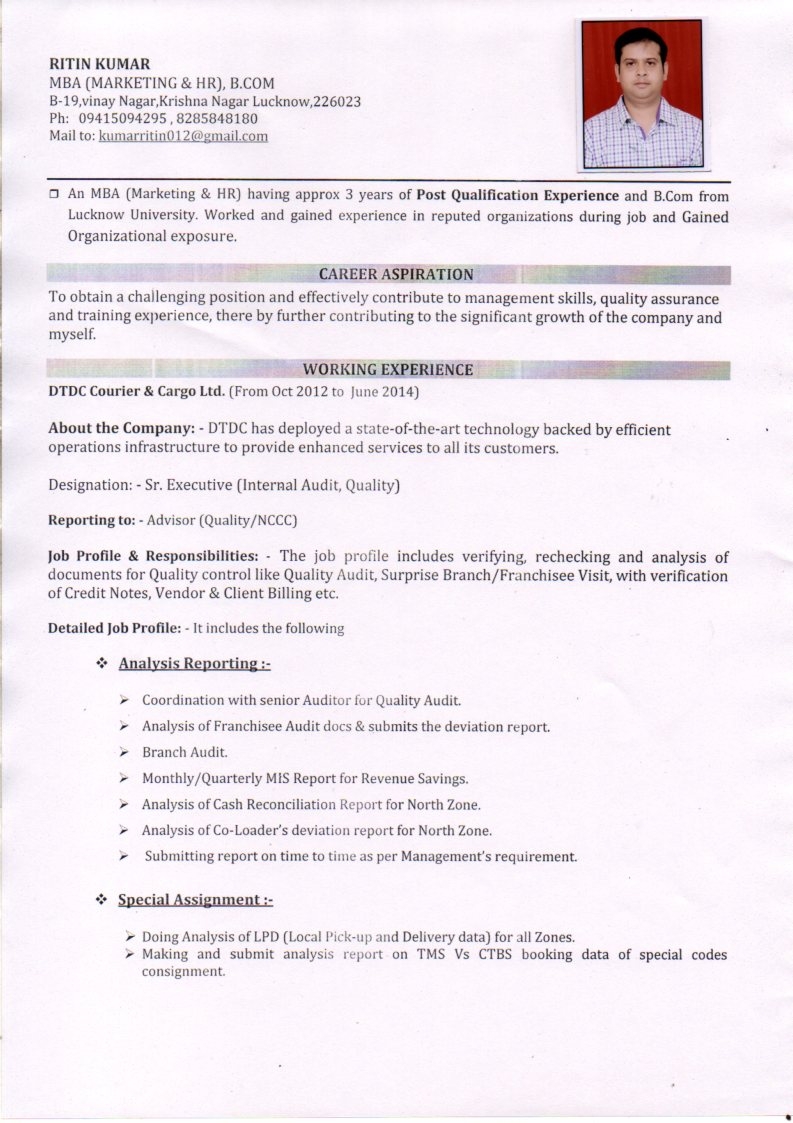 RITIN KUMAR
MBA (MARKETING & HR), B.COM
B-19,vinay Nagar,Krishna Nagar Lucknow,226023
Ph: 09415094295 , 8285848180
Mail to: kumarritin012@gmail.com
❒ An MBA (Marketing & HR) having approx 3 years of Post Qualification Experience and B.Com from
Lucknow University. Worked and gained experience in reputed organizations during job and Gained
Organizational exposure.
CAREER ASPIRATION
To obtain a challenging position and effectively contribute to management skills, quality assurance
and training experience, there by further contributing to the significant growth of the company and
myself.
WORKING EXPERIENCE
DTDC Courier & Cargo Ltd. (From Oct 2012 to June 2014)
About the Company: - DTDC has deployed a state-of-the-art technology backed by efficient
operations infrastructure to provide enhanced services to all its customers.
Designation: - Sr. Executive (Internal Audit, Quality)
Reporting to: - Advisor (Quality/NCCC)
Job Profile & Responsibilities: - The job profile includes verifying, rechecking and analysis of
documents for Quality control like Quality Audit, Surprise Branch/Franchisee Visit, with verification
of Credit Notes, Vendor & Client Billing etc.
Detailed Job Profile: - It includes the following
❖ Analysis Reporting :-
➢ Coordination with senior Auditor for Quality Audit.
➢ Analysis of Franchisee Audit docs & submits the deviation report.
➢ Branch Audit.
➢ Monthly/Quarterly MIS Report for Revenue Savings.
➢ Analysis of Cash Reconciliation Report for North Zone.
➢ Analysis of Co-Loader's deviation report for North Zone.
➢ Submitting report on time to time as per Management's requirement.
❖ Special Assignment :-
➢ Doing Analysis of LPD (Local Pick-up and Delivery data) for all Zones.
➢ Making and submit analysis report on TMS Vs CTBS booking data of special codes
consignment.